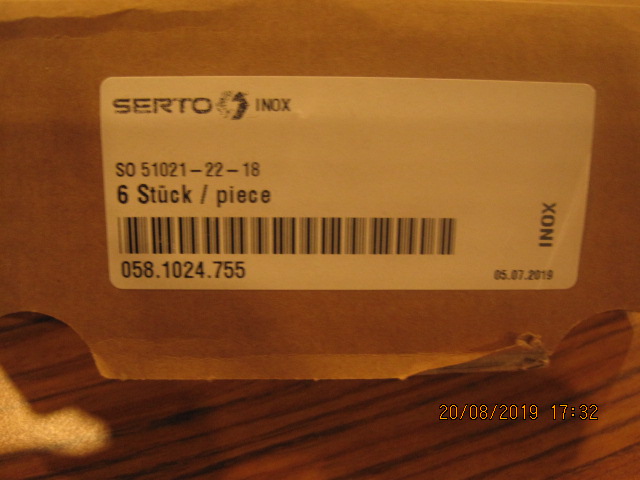 SERTO INOX
SO 51021-22-18
6 Stück / piece
058.1024.755
INOX
05.07.2019
20/08/2019 17:32